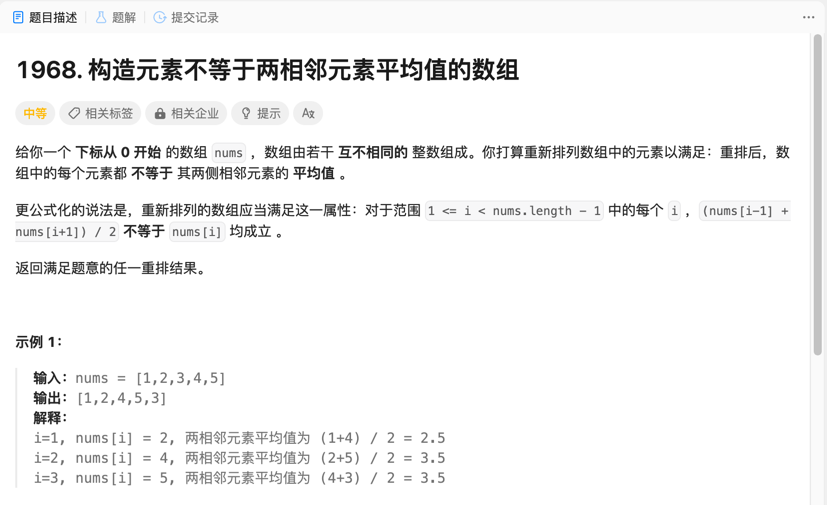 题目描述 题解 提交记录
1968. 构造元素不等于两相邻元素平均值的数组
中等 相关标签 相关企业 提示
给你一个 下标从 0 开始 的数组 nums ，数组由若干 互不相同的 整数组成。你打算重新排列数组中的元素以满足：重排后，数
组中的每个元素都 不等于 其两侧相邻元素的 平均值 。
更公式化的说法是，重新排列的数组应当满足这一属性：对于范围 1 <= i < nums.length - 1 中的每个 i ，(nums[i-1] +
nums[i+1]) / 2 不等于 nums[i] 均成立 。
返回满足题意的任一重排结果。
示例 1：
输入：nums = [1,2,3,4,5]
输出：[1,2,4,5,3]
解释：
i=1, nums[i] = 2, 两相邻元素平均值为 (1+4) / 2 = 2.5
i=2, nums[i] = 4, 两相邻元素平均值为 (2+5) / 2 = 3.5
i=3, nums[i] = 5, 两相邻元素平均值为 (4+3) / 2 = 3.5